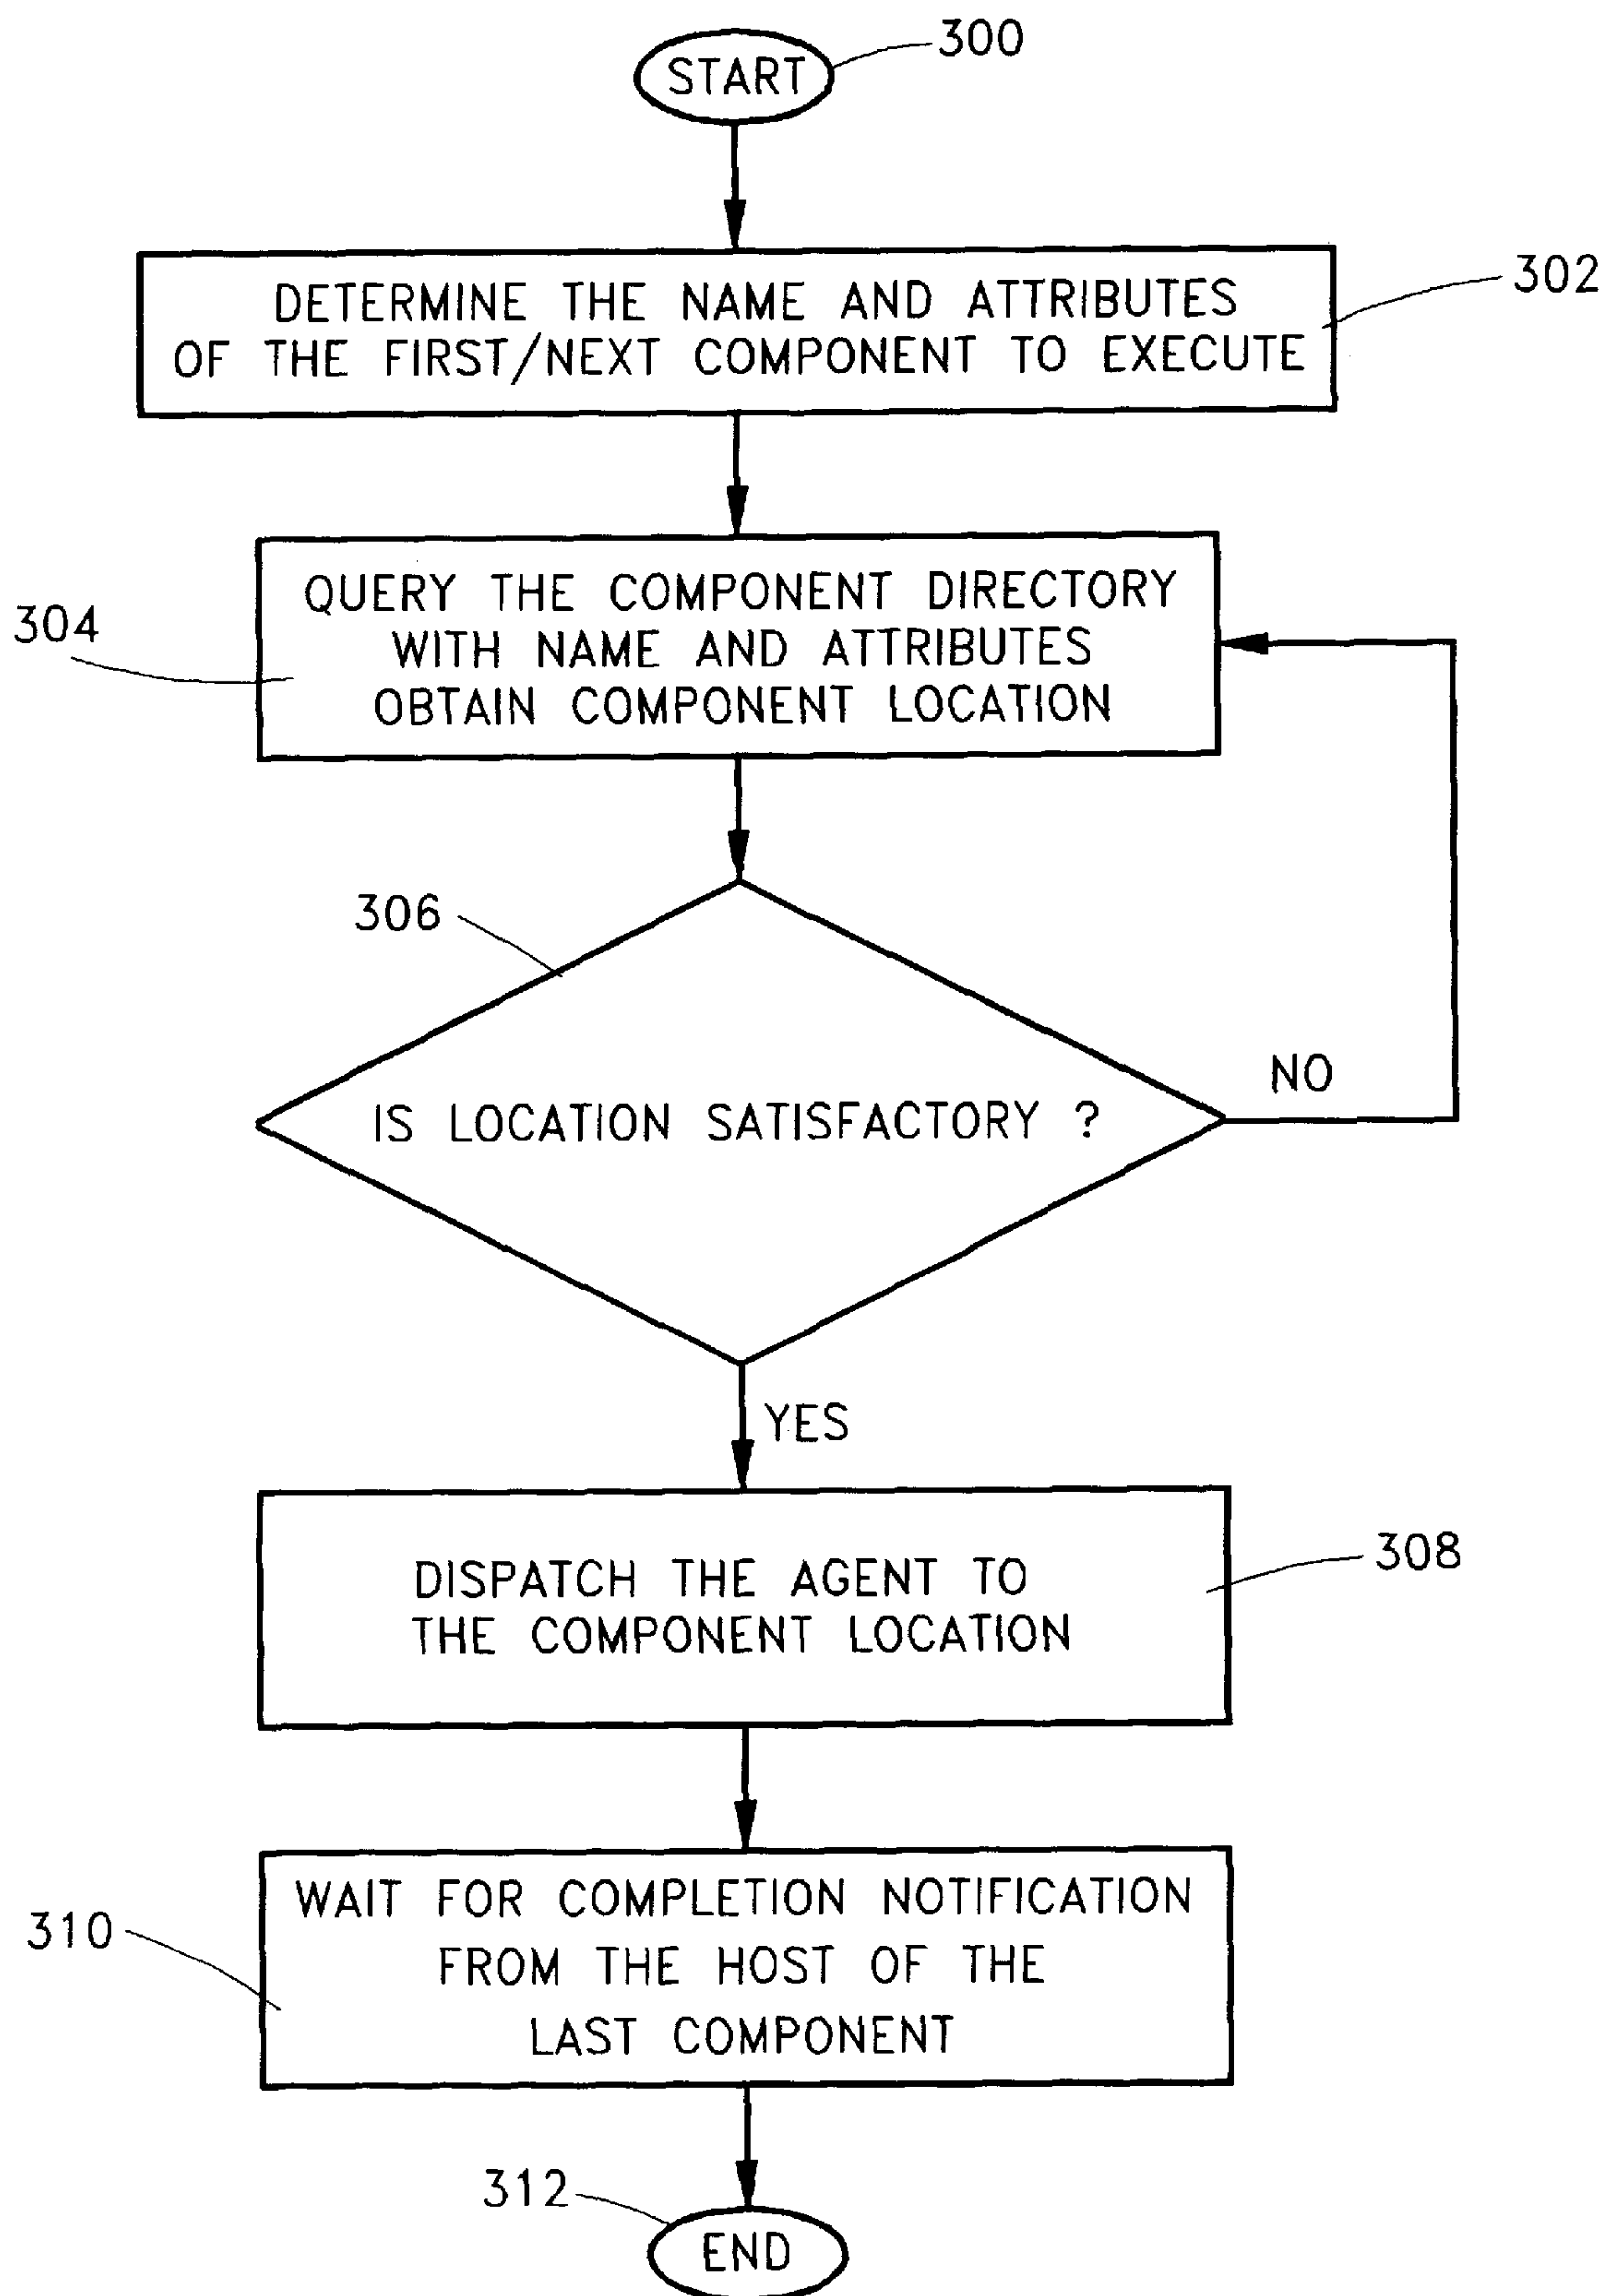 START
300
DETERMINE THE NAME AND ATTRIBUTES
OF THE FIRST/NEXT COMPONENT TO EXECUTE
302
QUERY THE COMPONENT DIRECTORY
WITH NAME AND ATTRIBUTES
OBTAIN COMPONENT LOCATION
304
306
IS LOCATION SATISFACTORY ?
NO
YES
DISPATCH THE AGENT TO
THE COMPONENT LOCATION
308
WAIT FOR COMPLETION NOTIFICATION
FROM THE HOST OF THE
LAST COMPONENT
310
312
END